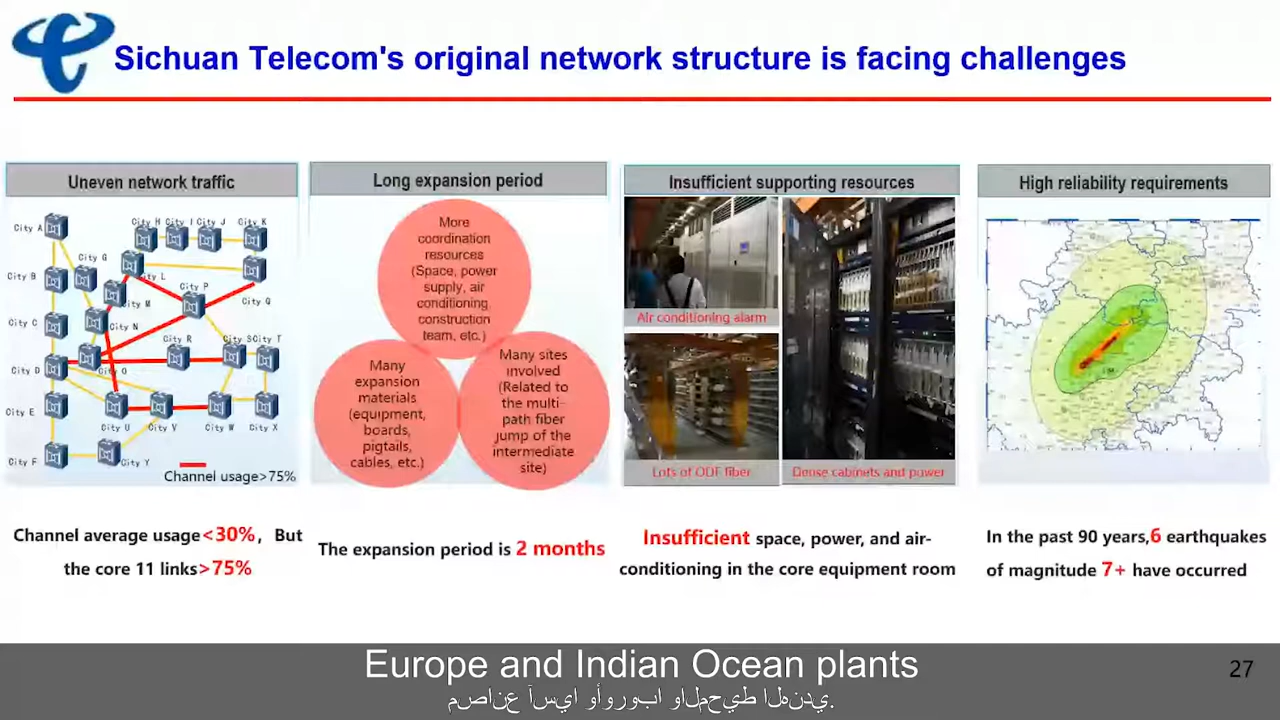 Sichuan Telecom's original network structure is facing challenges
Uneven network traffic
City A
City B
City C
City D
City E
City F
City G
City H
City I
City J
City K
City L
City M
City N
City O
City P
City Q
City R
City S
City T
City U
City V
City W
City X
City Y
Channel usage>75%
Channel average usage<30%, But
the core 11 links>75%
Long expansion period
More
coordination
resources
(Space, power
supply, air
conditioning,
construction
team, etc.)
Many
expansion
materials
(equipment,
boards,
pigtails,
cables, etc.)
Many sites
involved
(Related to
the multi-
path fiber
jump of the
intermediate
site)
The expansion period is 2 months
Insufficient supporting resources
Air conditioning alarm
Lots of ODF fiber
Dense cabinets and power
Insufficient space, power, and air-
conditioning in the core equipment room
High reliability requirements
In the past 90 years,6 earthquakes
of magnitude 7+ have occurred
Europe and Indian Ocean plants
مصانع آسيا وأوروبا والمحيط الهندي.
27